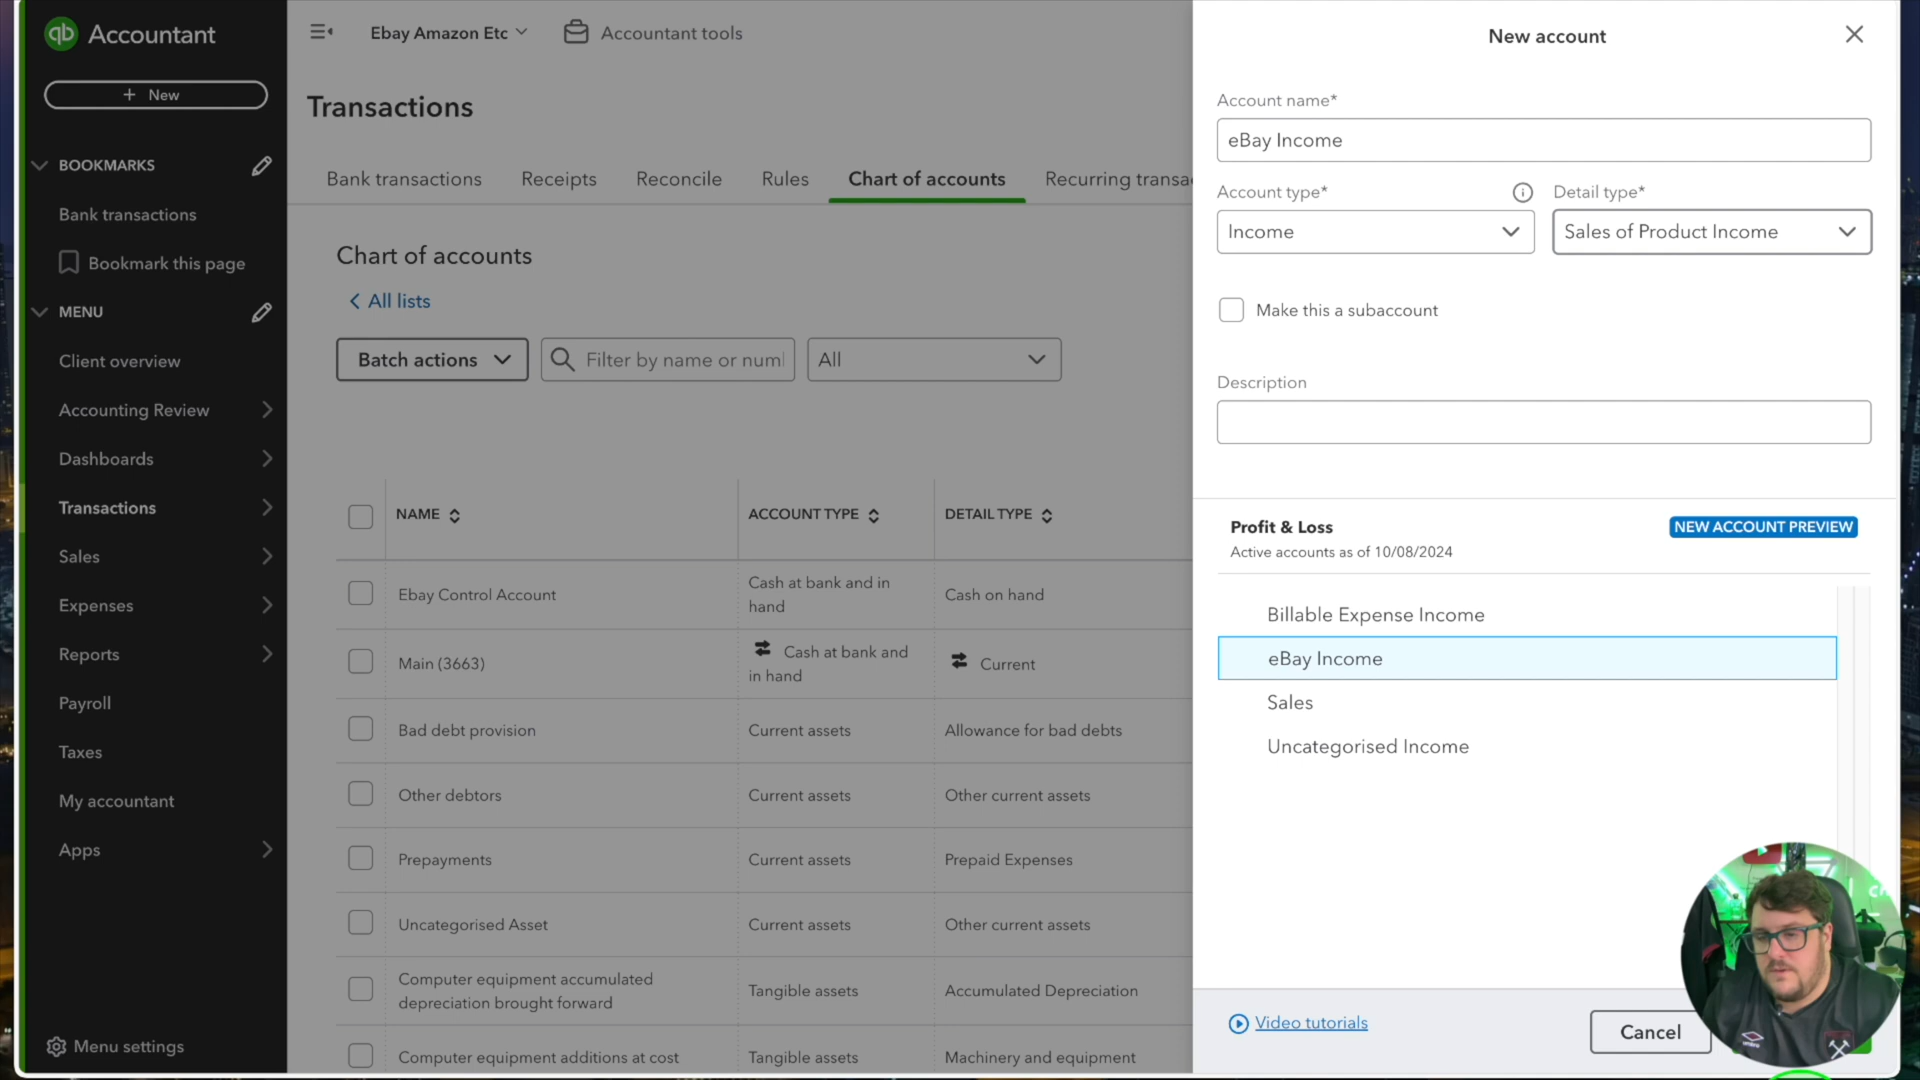 qb Accountant
+ New
BOOKMARKS
Bank transactions
Bookmark this page
MENU
Client overview
Accounting Review
Dashboards
Transactions
Sales
Expenses
Reports
Payroll
Taxes
My accountant
Apps
Menu settings
Ebay Amazon Etc
Accountant tools
Transactions
Bank transactions
Receipts
Reconcile
Rules
Chart of accounts
Recurring transa
Chart of accounts
All lists
Batch actions
Filter by name or num
All
NAME
ACCOUNT TYPE
DETAIL TYPE
Ebay Control Account
Cash at bank and in
hand
Cash on hand
Main (3663)
Cash at bank and
in hand
Current
Bad debt provision
Current assets
Allowance for bad debts
Other debtors
Current assets
Other current assets
Prepayments
Current assets
Prepaid Expenses
Uncategorised Asset
Current assets
Other current assets
Computer equipment accumulated
depreciation brought forward
Tangible assets
Accumulated Depreciation
Computer equipment additions at cost
Tangible assets
Machinery and equipment
New account
Account name*
eBay Income
Account type*
Detail type*
Income
Sales of Product Income
Make this a subaccount
Description
Profit & Loss
NEW ACCOUNT PREVIEW
Active accounts as of 10/08/2024
Billable Expense Income
eBay Income
Sales
Uncategorised Income
Video tutorials
Cancel